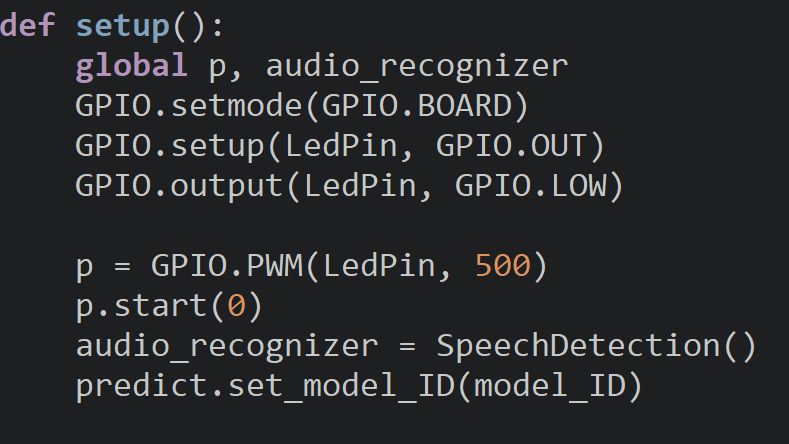 def setup():
    global p, audio_recognizer
    GPIO.setmode(GPIO.BOARD)
    GPIO.setup(LedPin, GPIO.OUT)
    GPIO.output(LedPin, GPIO.LOW)

    p = GPIO.PWM(LedPin, 500)
    p.start(0)
    audio_recognizer = SpeechDetection()
    predict.set_model_ID(model_ID)